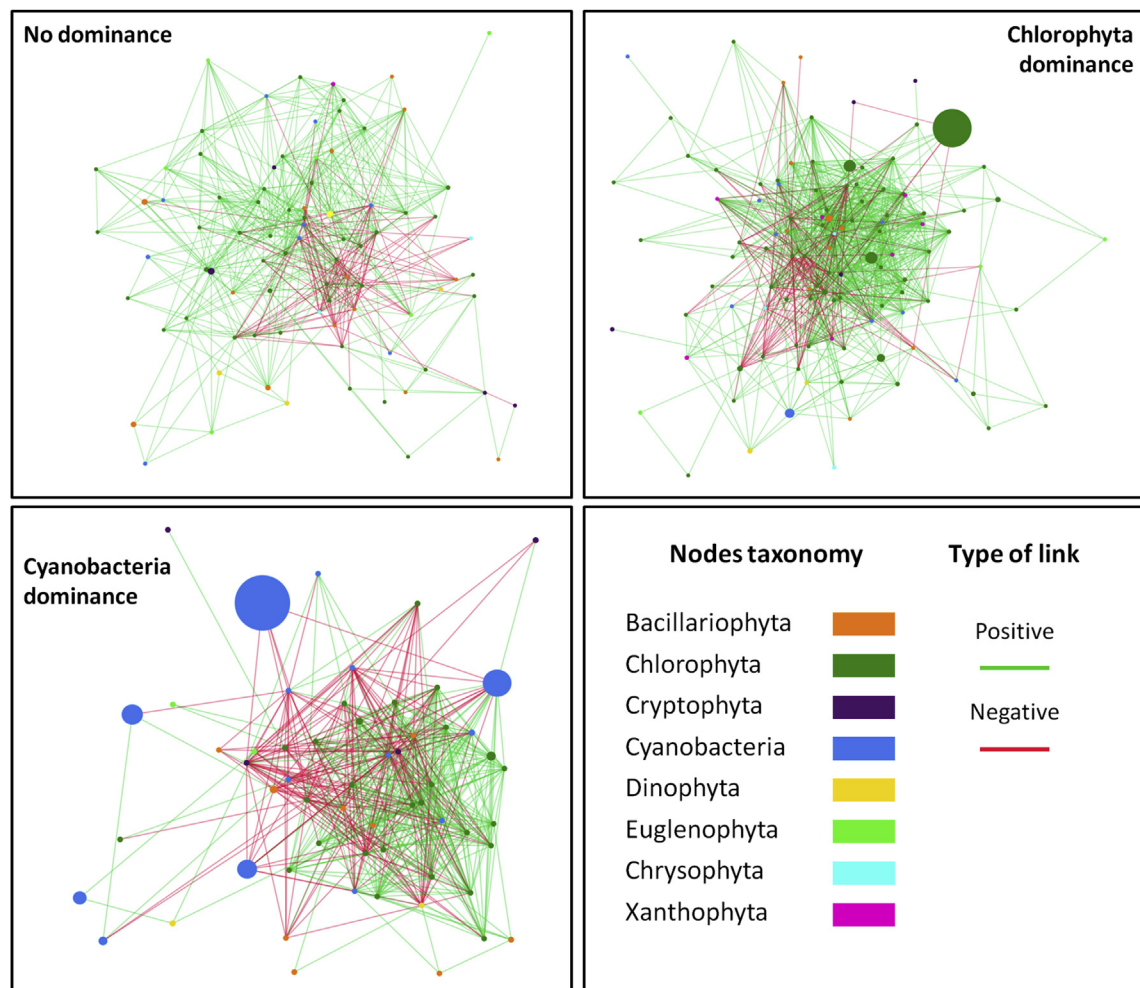 No dominance
Chlorophyta
dominance
Cyanobacteria
dominance
Nodes taxonomy
Type of link
Bacillariophyta
Chlorophyta
Cryptophyta
Cyanobacteria
Dinophyta
Euglenophyta
Chrysophyta
Xanthophyta
Positive
Negative